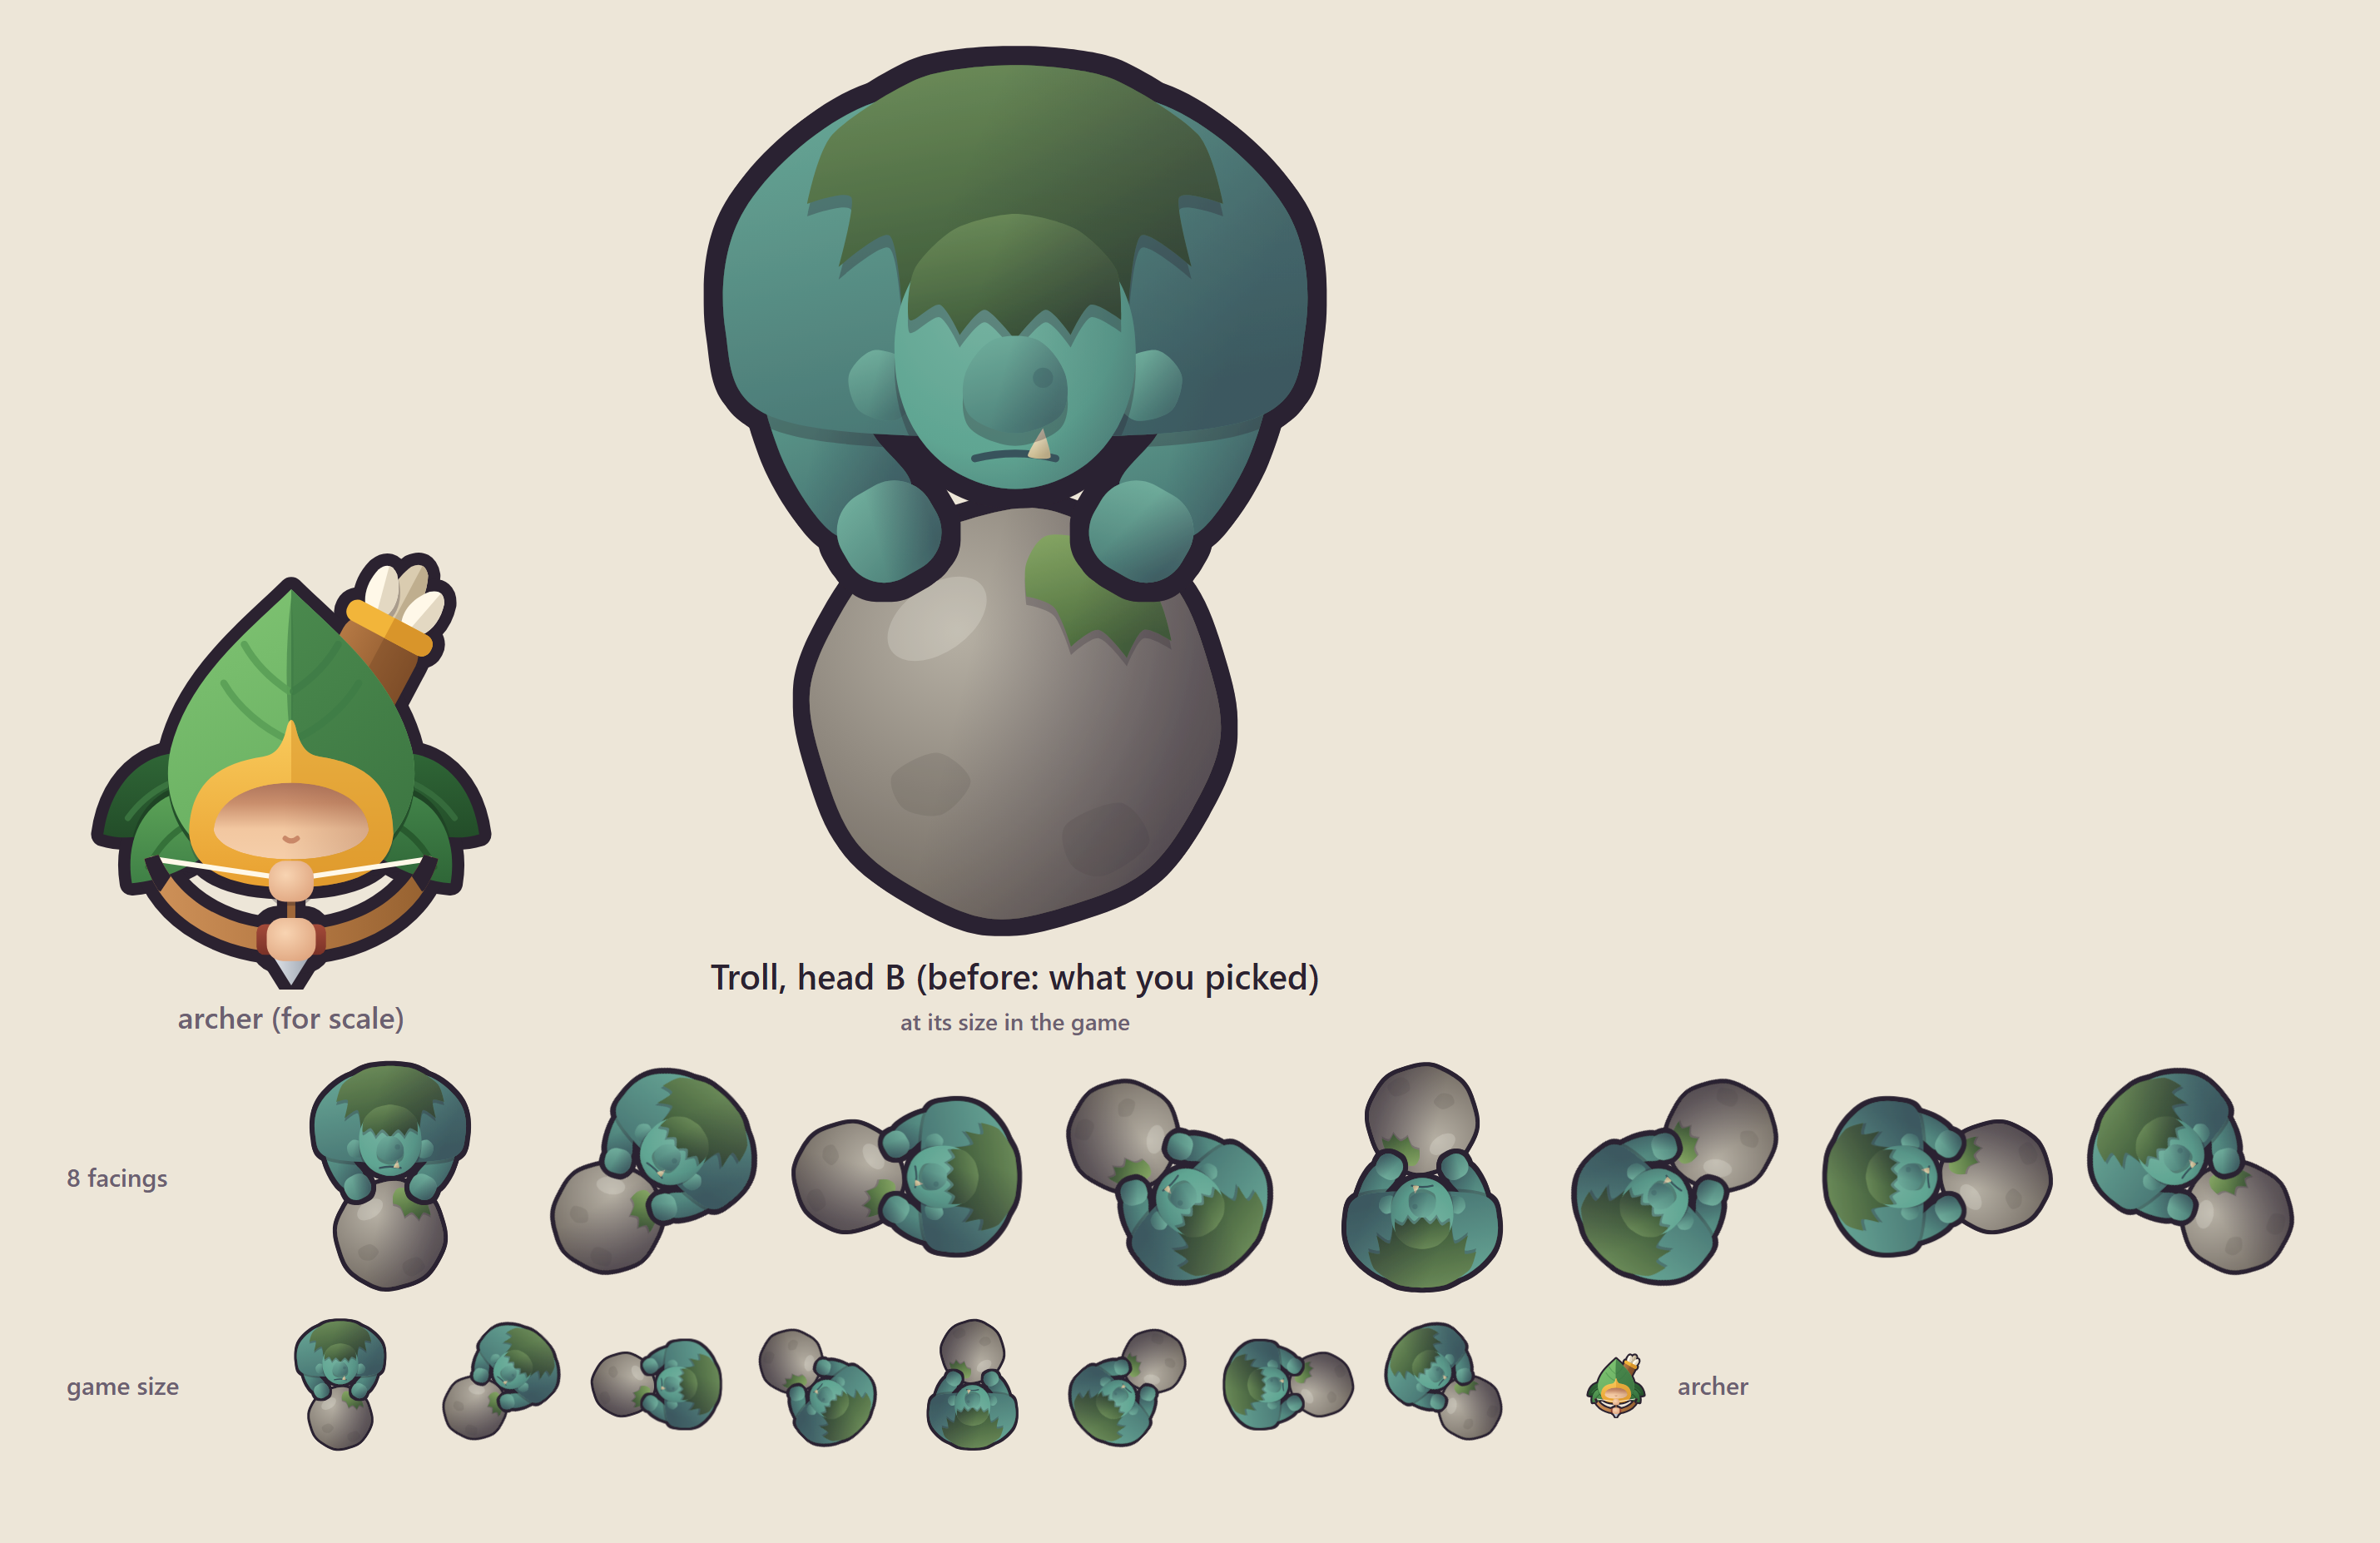 Troll, head B (before: what you picked)
archer (for scale)
at its size in the game
8 facings
game size
archer